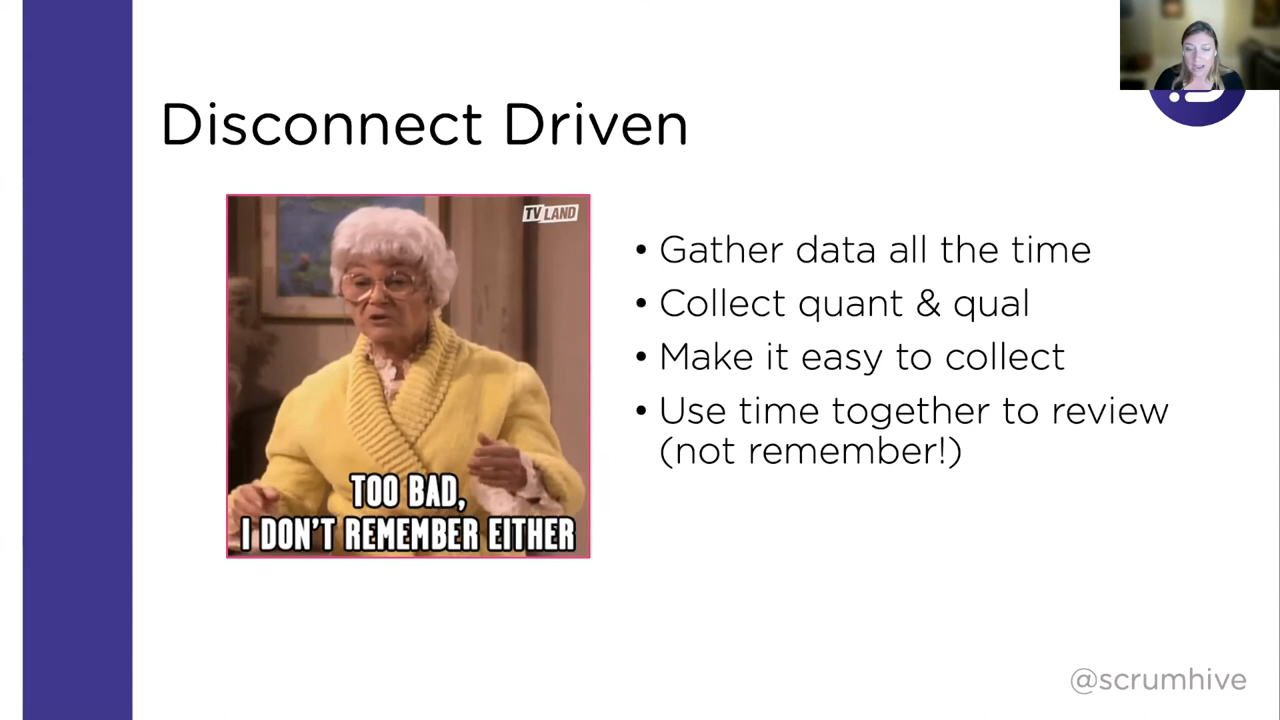 Disconnect Driven
TV LAND
TOO BAD,
I DON'T REMEMBER EITHER
• Gather data all the time
• Collect quant & qual
• Make it easy to collect
• Use time together to review
(not remember!)
@scrumhive